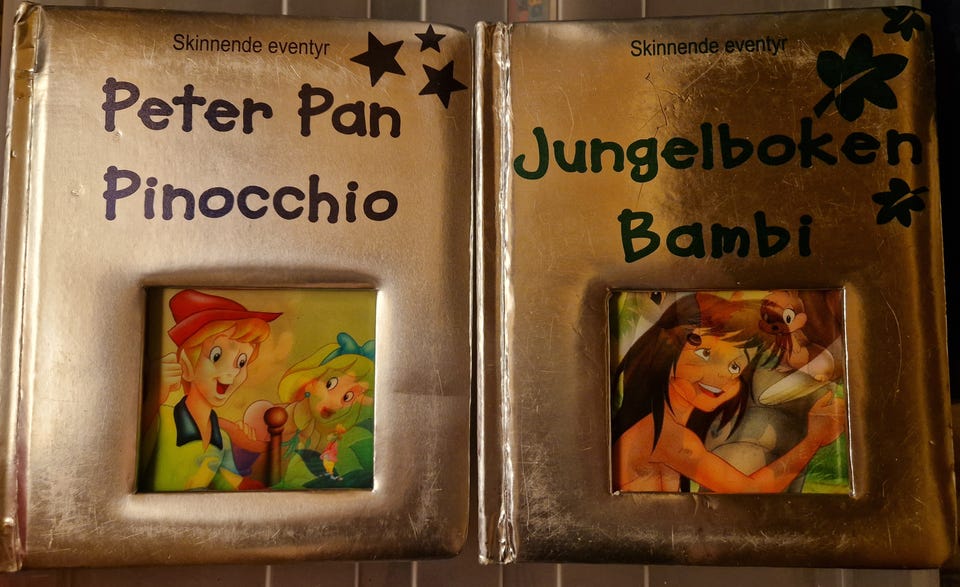 Skinnende eventyr
Peter Pan
Pinocchio
Skinnende eventyr
Jungelboken
Bambi